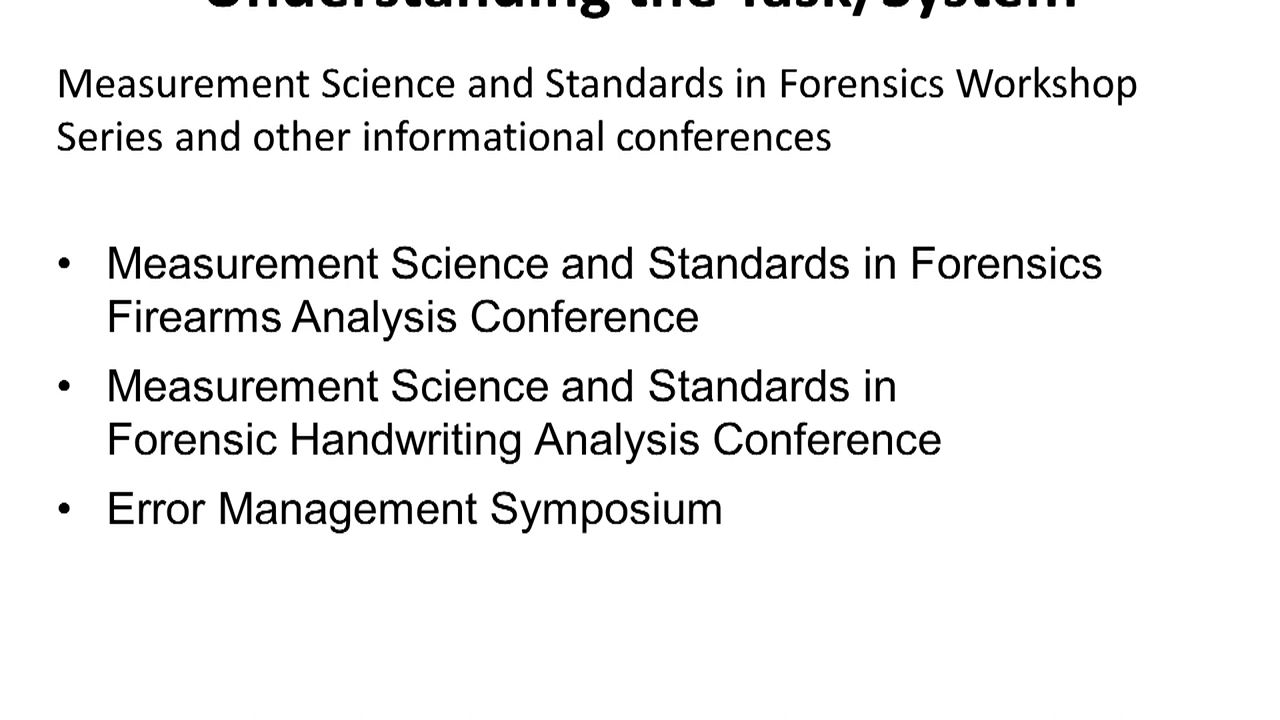 Understanding the Task/System
Measurement Science and Standards in Forensics Workshop
Series and other informational conferences
• Measurement Science and Standards in Forensics
Firearms Analysis Conference
• Measurement Science and Standards in
Forensic Handwriting Analysis Conference
• Error Management Symposium